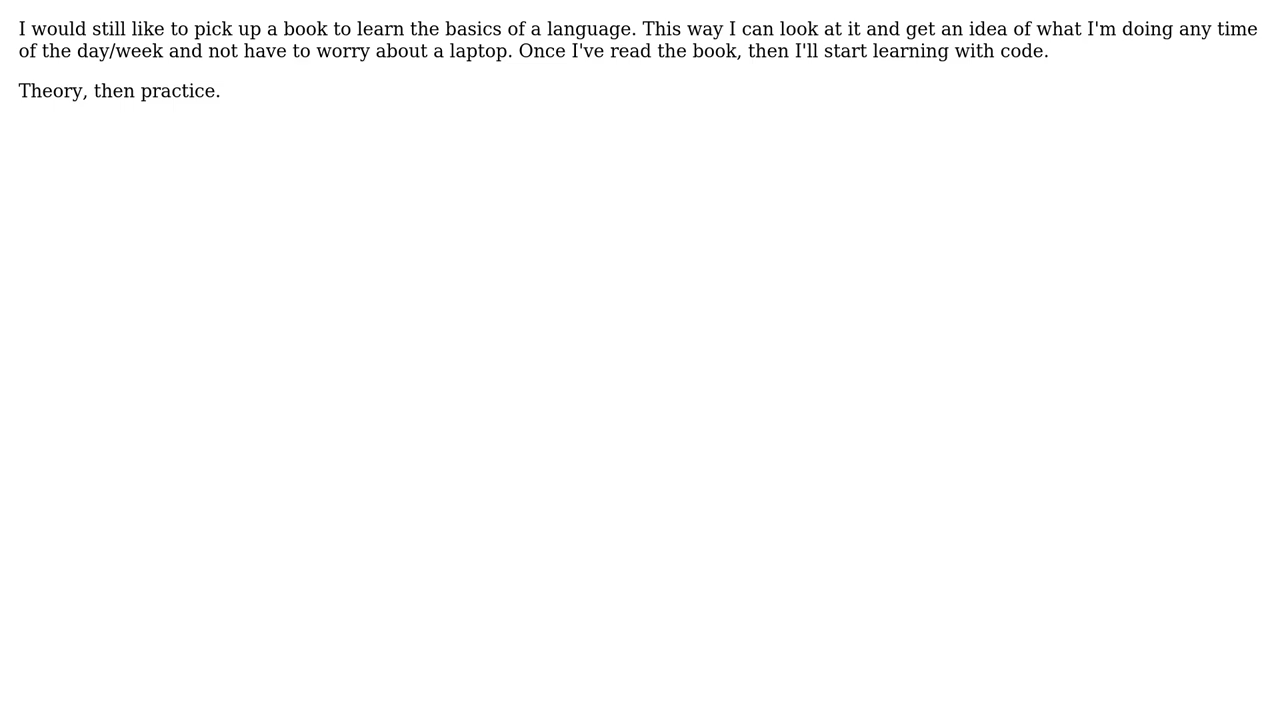 I would still like to pick up a book to learn the basics of a language. This way I can look at it and get an idea of what I'm doing any time
of the day/week and not have to worry about a laptop. Once I've read the book, then I'll start learning with code.
Theory, then practice.